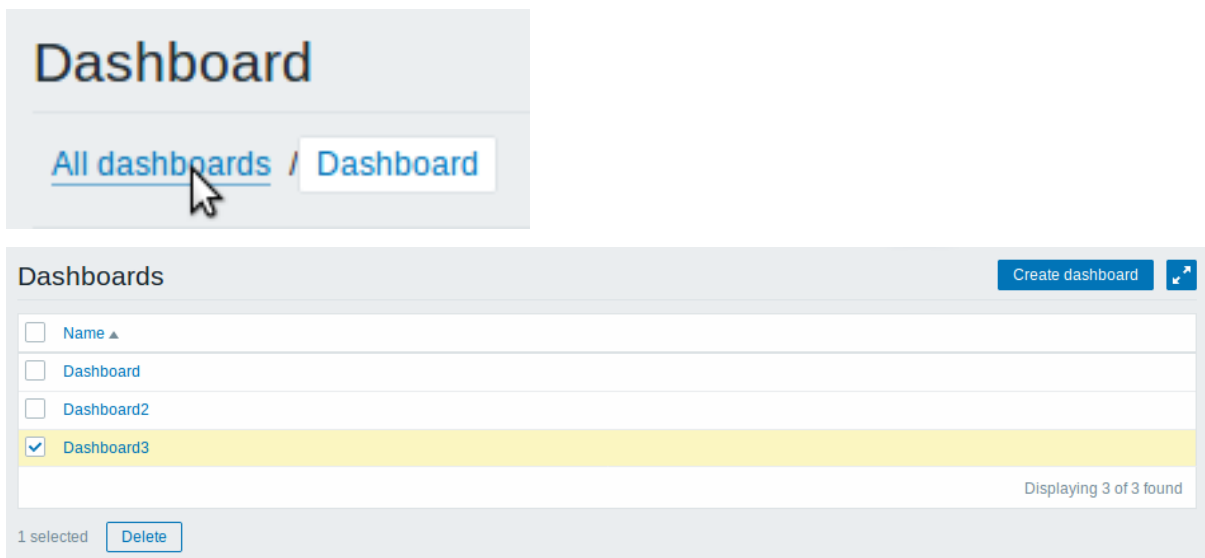 Dashboard
All dashboards / Dashboard
Dashboards
Create dashboard
Name
Dashboard
Dashboard2
Dashboard3
Displaying 3 of 3 found
1 selected Delete